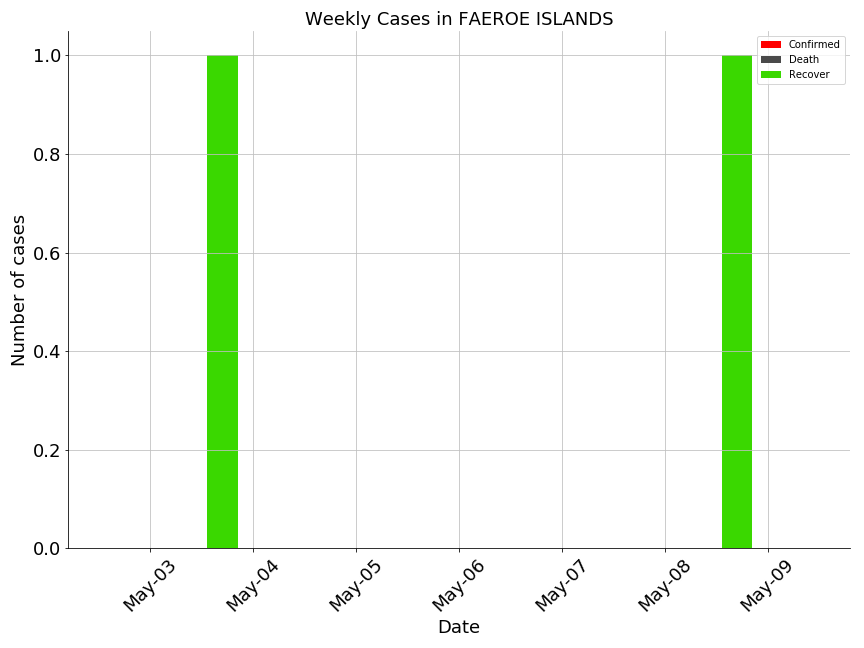 Weekly Cases in FAEROE ISLANDS
Confirmed
Death
Recover
Number of cases
1.0
0.8
0.6
0.4
0.2
0.0
May-03
May-04
May-05
May-06
May-07
May-08
May-09
Date